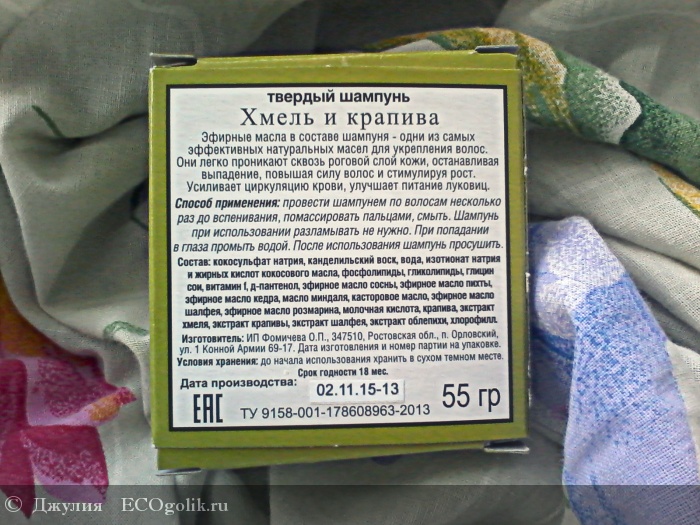 твердый шампунь
Хмель и крапива
Эфирные масла в составе шампуня - одни из самых
эффективных натуральных масел для укрепления волос.
Они легко проникают сквозь роговой слой кожи, останавливая
выпадение, повышая силу волос и стимулируя рост.
Усиливает циркуляцию крови, улучшает питание луковиц.
Способ применения: провести шампунем по волосам несколько
раз до вспенивания, помассировать пальцами, смыть. Шампунь
при использовании разламывать не нужно. При попадании
в глаза промыть водой. После использования шампунь просушить.
Состав: кокосульфат натрия, канделильский воск, вода, изотионат натрия
и жирных кислот кокосового масла, фосфолипиды, гликолипиды, глицин
сои, витамин f, д-пантенол, эфирное масло сосны, эфирное масло пихты,
эфирное масло кедра, масло миндаля, касторовое масло, эфирное масло
шалфея, эфирное масло розмарина, молочная кислота, крапива, экстракт
хмеля, экстракт крапивы, экстракт шалфея, экстракт облепихи, хлорофилл.
Изготовитель: ИП Фомичева О.П., 347510, Ростовская обл., п. Орловский,
ул. 1 Конной Армии 69-17. Дата изготовления и номер партии на упаковке.
Условия хранения: до начала использования хранить в сухом темном месте.
Срок годности 18 мес.
Дата производства: 02.11.15-13
55 гр
ЕАС ТУ 9158-001-178608963-2013
© Джулия ECOgolik.ru